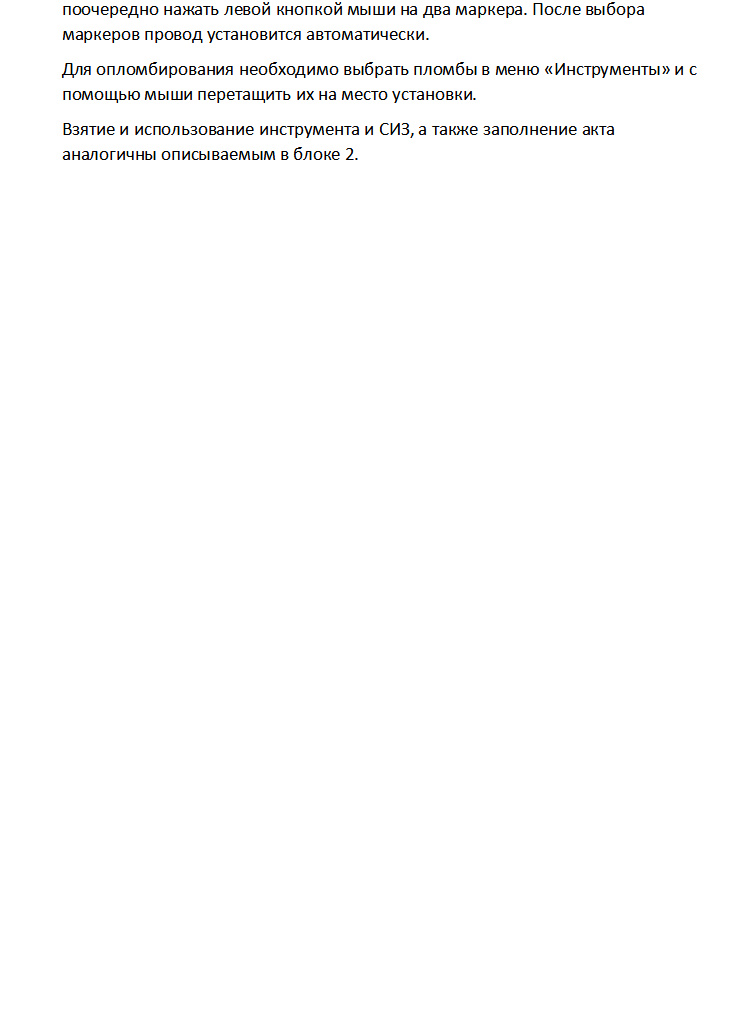 поочередно нажать левой кнопкой мыши на два маркера. После выбора
маркеров провод установится автоматически.
Для опломбирования необходимо выбрать пломбы в меню «Инструменты» и с
помощью мыши перетащить их на место установки.
Взятие и использование инструмента и СИЗ, а также заполнение акта
аналогичны описываемым в блоке 2.